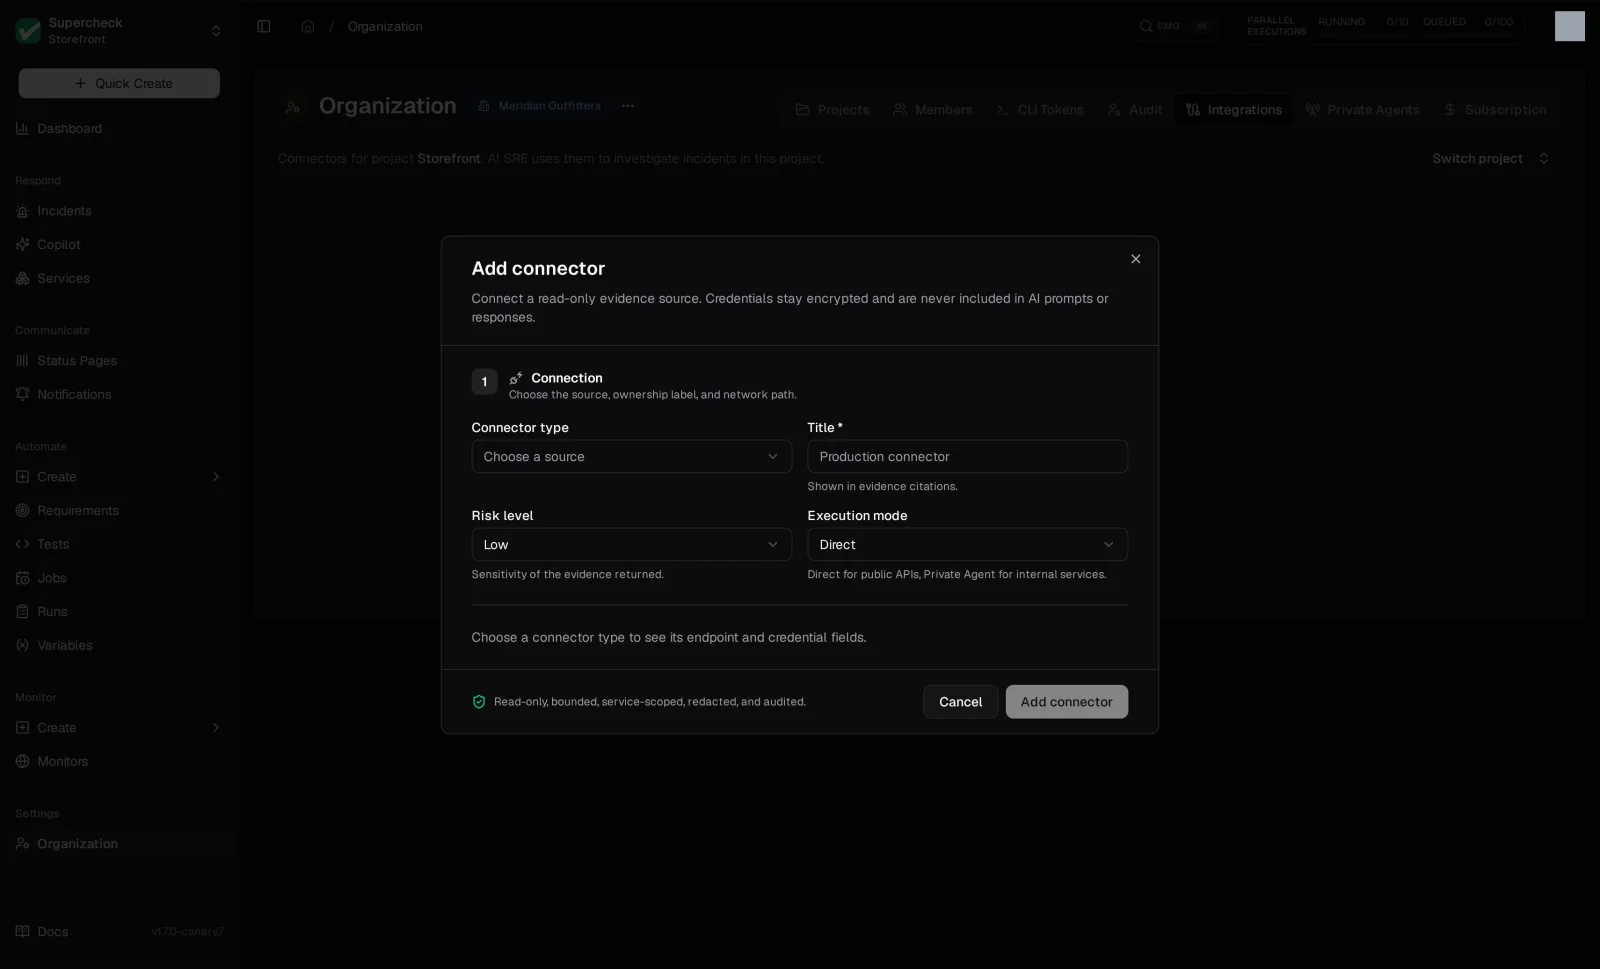 Supercheck
Storefront
Quick Create
Dashboard
Respond
Incidents
Copilot
Services
Communicate
Status Pages
Notifications
Automate
Create
Requirements
Tests
Jobs
Runs
Variables
Monitor
Create
Monitors
Settings
Organization
Docs
v1.7.0-canary.7
/ Organization
CMD
PARALLEL
EXECUTIONS
RUNNING 0/10 QUEUED 0/100
Organization
Meridian Outfitters
Projects
Members
CLI Tokens
Audit
Integrations
Private Agents
Subscription
Connectors for project Storefront. AI SRE uses them to investigate incidents in this project.
Switch project
Add connector
Connect a read-only evidence source. Credentials stay encrypted and are never included in AI prompts or
responses.
1
Connection
Choose the source, ownership label, and network path.
Connector type
Choose a source
Title *
Production connector
Shown in evidence citations.
Risk level
Low
Sensitivity of the evidence returned.
Execution mode
Direct
Direct for public APIs, Private Agent for internal services.
Choose a connector type to see its endpoint and credential fields.
Read-only, bounded, service-scoped, redacted, and audited.
Cancel
Add connector